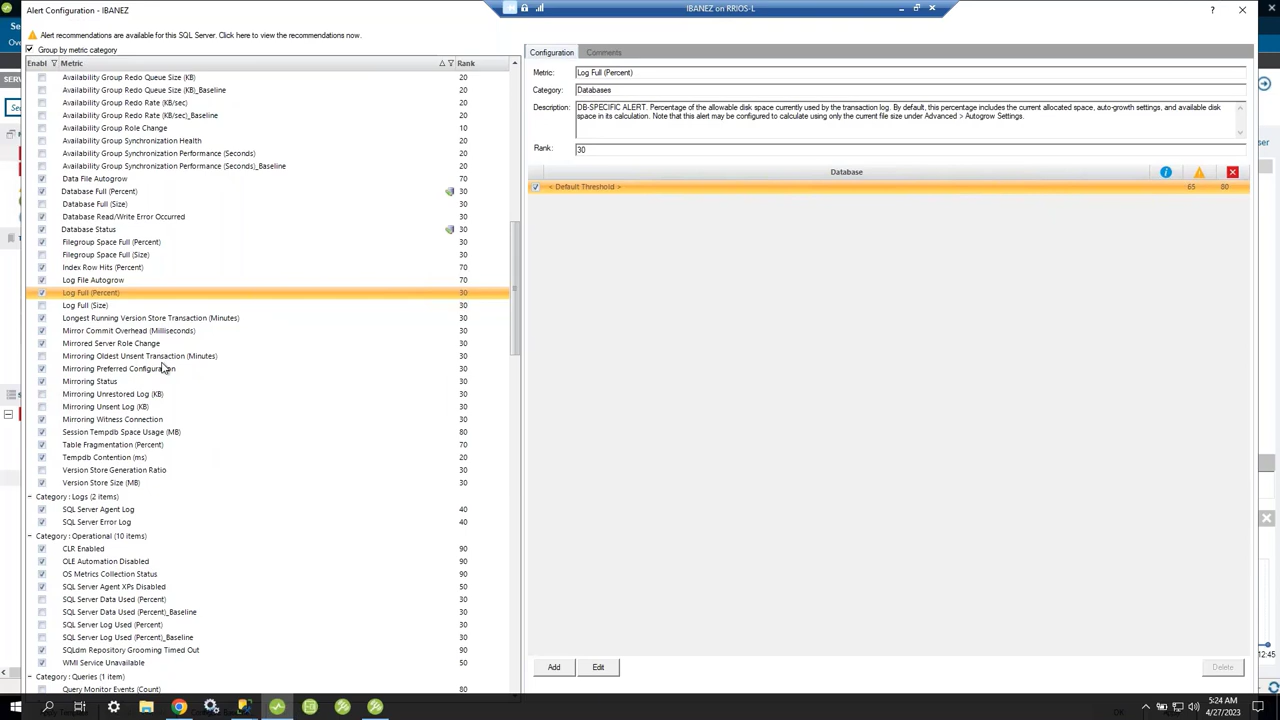 Alert Configuration - IBANEZ
IBANEZ on RRIOS-L
Alert recommendations are available for this SQL Server. Click here to view the recommendations now.
Group by metric category
Enabl Metric Rank
Availability Group Redo Queue Size (KB) 20
Availability Group Redo Queue Size (KB)_Baseline 20
Availability Group Redo Rate (KB/sec) 20
Availability Group Redo Rate (KB/sec)_Baseline 20
Availability Group Role Change 10
Availability Group Synchronization Health 20
Availability Group Synchronization Performance (Seconds) 20
Availability Group Synchronization Performance (Seconds)_Baseline 20
Data File Autogrow 70
Database Full (Percent) 30
Database Full (Size) 30
Database Read/Write Error Occurred 30
Database Status 30
Filegroup Space Full (Percent) 30
Filegroup Space Full (Size) 30
Index Row Hits (Percent) 70
Log File Autogrow 70
Log Full (Percent) 30
Log Full (Size) 30
Longest Running Version Store Transaction (Minutes) 30
Mirror Commit Overhead (Milliseconds) 30
Mirrored Server Role Change 30
Mirroring Oldest Unsent Transaction (Minutes) 30
Mirroring Preferred Configuration 30
Mirroring Status 30
Mirroring Unrestored Log (KB) 30
Mirroring Unsent Log (KB) 30
Mirroring Witness Connection 30
Session Tempdb Space Usage (MB) 80
Table Fragmentation (Percent) 70
Tempdb Contention (ms) 20
Version Store Generation Ratio 30
Version Store Size (MB) 30
Category : Logs (2 items)
SQL Server Agent Log 40
SQL Server Error Log 40
Category : Operational (10 items)
CLR Enabled 90
OLE Automation Disabled 90
OS Metrics Collection Status 90
SQL Server Agent XPs Disabled 50
SQL Server Data Used (Percent) 30
SQL Server Data Used (Percent)_Baseline 30
SQL Server Log Used (Percent) 30
SQL Server Log Used (Percent)_Baseline 30
SQLdm Repository Grooming Timed Out 90
WMI Service Unavailable 50
Category : Queries (1 item)
Query Monitor Events (Count) 80
Configuration Comments
Metric: Log Full (Percent)
Category: Databases
Description: DB-SPECIFIC ALERT. Percentage of the allowable disk space currently used by the transaction log. By default, this percentage includes the current allocated space, auto-growth settings, and available disk
space in its calculation. Note that this alert may be configured to calculate using only the current file size under Advanced > Autogrow Settings.
Rank: 30
Database
< Default Threshold > 65 80
Add Edit Delete
12:45
5:24 AM
4/27/2023